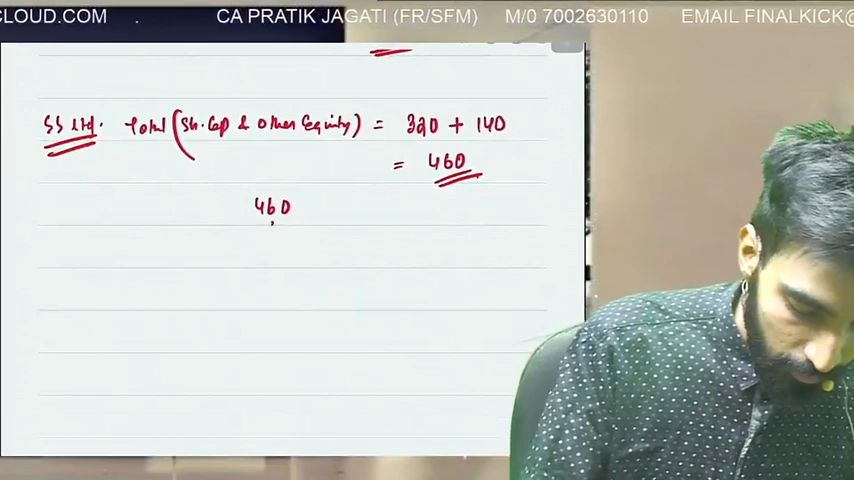 CLOUD.COM . CA PRATIK JAGATI (FR/SFM) M/0 7002630110 EMAIL FINALKICK@
SS Ltd. Total (Sh. Cap & Other Equity) = 320 + 140
= 460
460